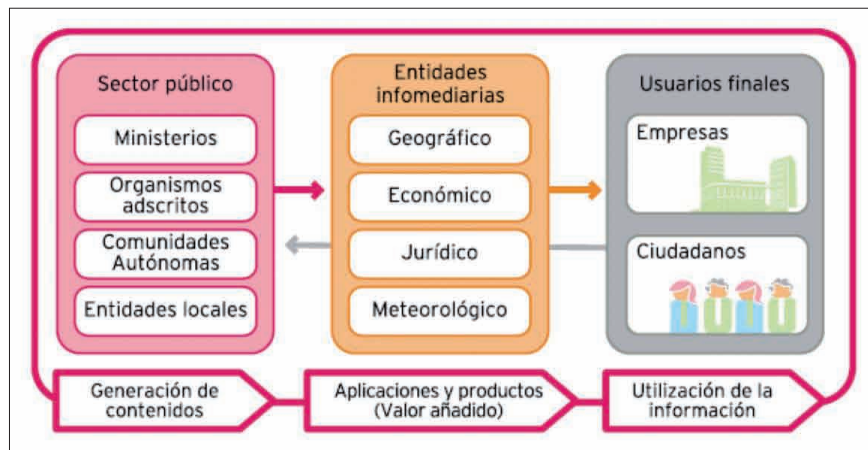 Sector público
Ministerios
Organismos
adscritos
Comunidades
Autónomas
Entidades locales
Entidades
infomediarias
Geográfico
Económico
Jurídico
Meteorológico
Usuarios finales
Empresas
Ciudadanos
Generación de
contenidos
Aplicaciones y productos
(Valor añadido)
Utilización de la
información